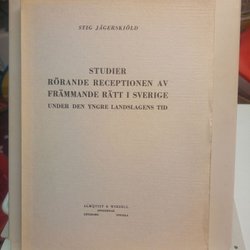 STIG JÄGERSKIÖLD
STUDIER
RÖRANDE RECEPTIONEN AV
FRÄMMANDE RÄTT I SVERIGE
UNDER DEN YNGRE LANDSLAGENS TID
ALMQVIST & WIKSELL